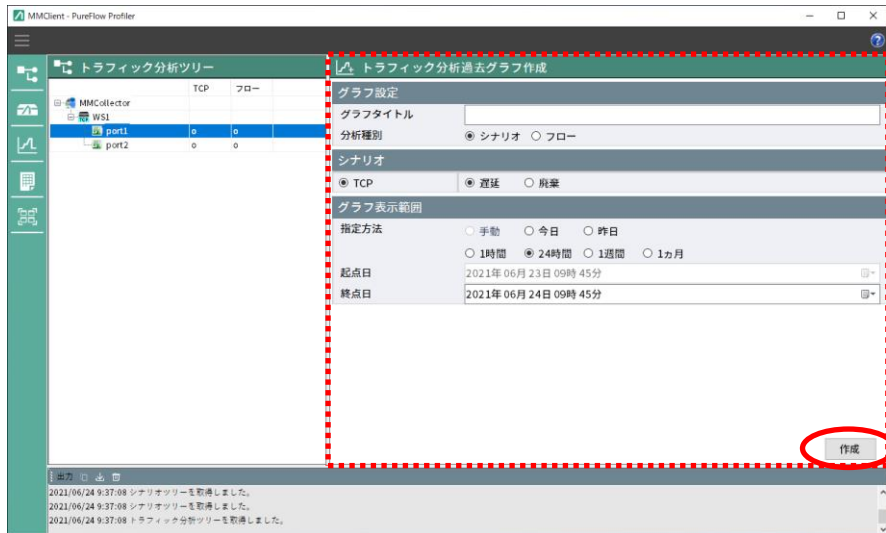 MMClient - PureFlow Profiler
トラフィック分析ツリー
TCP フロー
MMCollector
WS1
port1 o o
port2 o o
トラフィック分析過去グラフ作成
グラフ設定
グラフタイトル
分析種別 シナリオ フロー
シナリオ
TCP 遅延 廃棄
グラフ表示範囲
指定方法 手動 今日 昨日
1時間 24時間 1週間 1ヵ月
起点日 2021年 06月 23日 09時 45分
終点日 2021年 06月 24日 09時 45分
作成
出力
2021/06/24 9:37:08 シナリオツリーを取得しました。
2021/06/24 9:37:08 シナリオツリーを取得しました。
2021/06/24 9:37:08 トラフィック分析ツリーを取得しました。